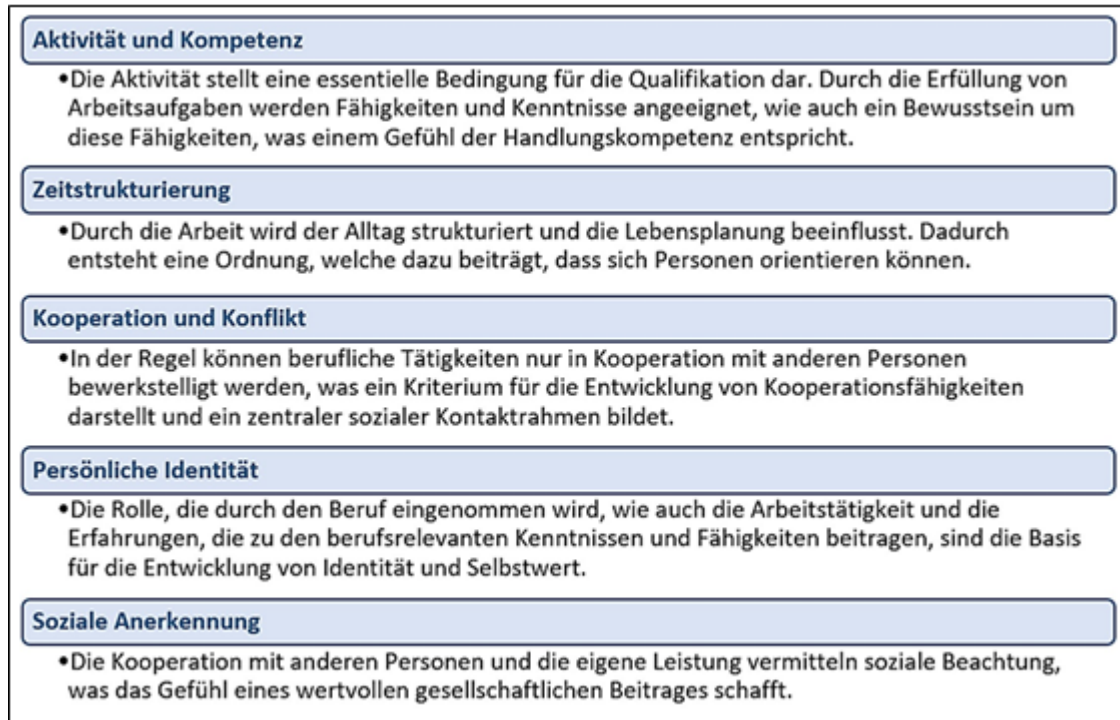 Aktivität und Kompetenz
•Die Aktivität stellt eine essentielle Bedingung für die Qualifikation dar. Durch die Erfüllung von
Arbeitsaufgaben werden Fähigkeiten und Kenntnisse angeeignet, wie auch ein Bewusstsein um
diese Fähigkeiten, was einem Gefühl der Handlungskompetenz entspricht.
Zeitstrukturierung
•Durch die Arbeit wird der Alltag strukturiert und die Lebensplanung beeinflusst. Dadurch
entsteht eine Ordnung, welche dazu beiträgt, dass sich Personen orientieren können.
Kooperation und Konflikt
•In der Regel können berufliche Tätigkeiten nur in Kooperation mit anderen Personen
bewerkstelligt werden, was ein Kriterium für die Entwicklung von Kooperationsfähigkeiten
darstellt und ein zentraler sozialer Kontaktrahmen bildet.
Persönliche Identität
•Die Rolle, die durch den Beruf eingenommen wird, wie auch die Arbeitstätigkeit und die
Erfahrungen, die zu den berufsrelevanten Kenntnissen und Fähigkeiten beitragen, sind die Basis
für die Entwicklung von Identität und Selbstwert.
Soziale Anerkennung
•Die Kooperation mit anderen Personen und die eigene Leistung vermitteln soziale Beachtung,
was das Gefühl eines wertvollen gesellschaftlichen Beitrages schafft.